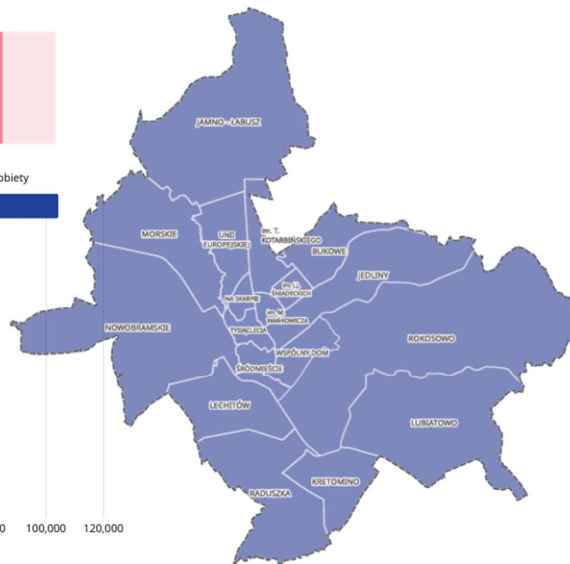 JAMNO - ŁABUSZ
obiety
MORSKIE
UNII
EUROPEJSKIEJ
im. T.
KOTARBIŃSKIEGO
BUKOWE
JEDLINY
im. J.J.
ŚNIADECKICH
NA SKARPIE
im. M.
WAŃKOWICZA
NOWOBRAMSKIE
TYSIĄCLECIA
ROKOSOWO
WSPÓLNY DOM
ŚRÓDMIEŚCIE
LECHITÓW
LUBIATOWO
KRETOMINO
RADUSZKA
0 100,000 120,000